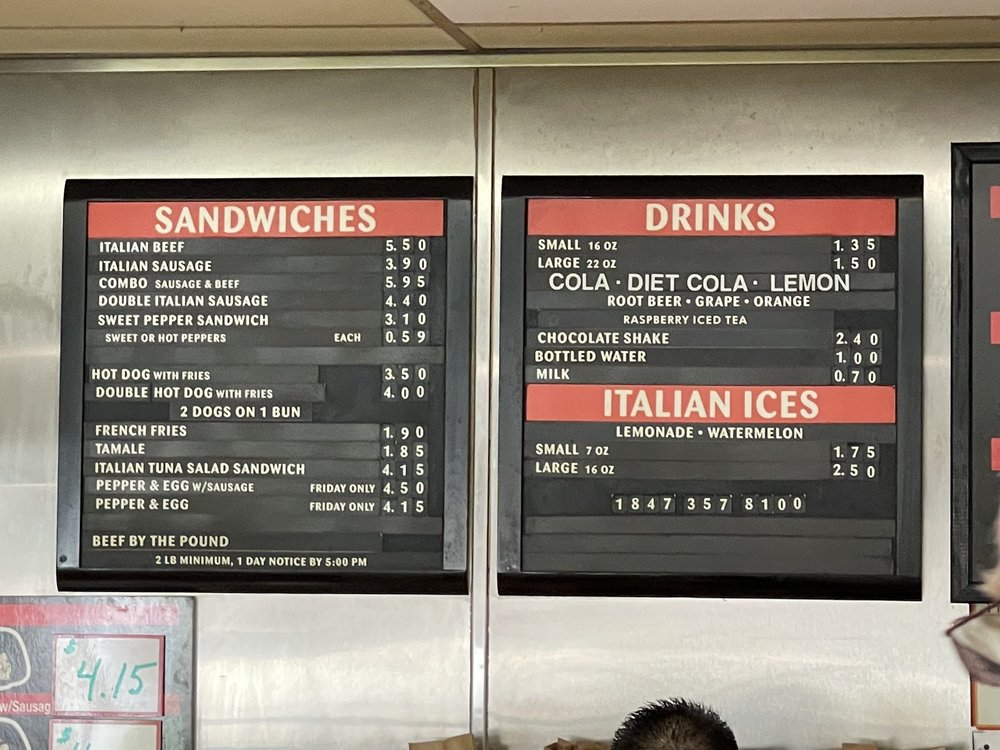 SANDWICHES
ITALIAN BEEF 5.50
ITALIAN SAUSAGE 3.90
COMBO SAUSAGE & BEEF 5.95
DOUBLE ITALIAN SAUSAGE 4.40
SWEET PEPPER SANDWICH 3.10
SWEET OR HOT PEPPERS EACH 0.59
HOT DOG WITH FRIES 3.50
DOUBLE HOT DOG WITH FRIES 4.00
2 DOGS ON 1 BUN
FRENCH FRIES 1.90
TAMALE 1.85
ITALIAN TUNA SALAD SANDWICH 4.15
PEPPER & EGG W/SAUSAGE FRIDAY ONLY 4.50
PEPPER & EGG FRIDAY ONLY 4.15
BEEF BY THE POUND
2 LB MINIMUM, 1 DAY NOTICE BY 5:00 PM
DRINKS
SMALL 16 OZ 1.35
LARGE 22 OZ 1.50
COLA · DIET COLA · LEMON
ROOT BEER • GRAPE • ORANGE
RASPBERRY ICED TEA
CHOCOLATE SHAKE 2.40
BOTTLED WATER 1.00
MILK 0.70
ITALIAN ICES
LEMONADE • WATERMELON
SMALL 7 OZ 1.75
LARGE 16 OZ 2.50
1847 357 8100
$4.15
w/Sausag
$